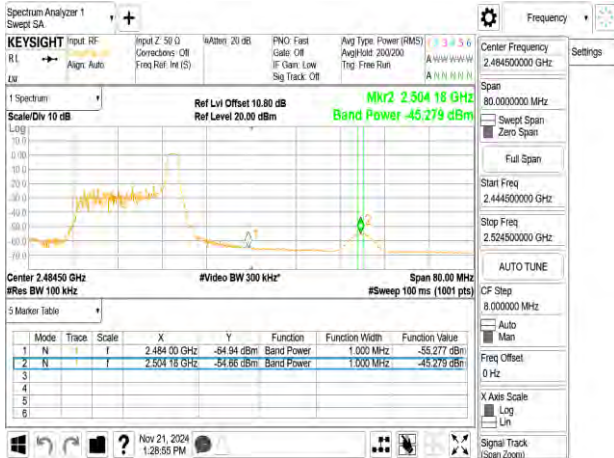 Spectrum Analyzer 1
Swept SA
Frequency
KEYSIGHT
Input: RF
Input Z: 50 Ω
#Atten: 20 dB
PNO: Fast
Avg Type: Power (RMS)
1 2 3 4 5 6
RL
Align: Auto
Corrections: Off
Freq Ref: Int (S)
Gate: Off
IF Gain: Low
Sig Track: Off
Avg|Hold: 200/200
Trig: Free Run
A W W W W W
A N N N N N
Center Frequency
2.484500000 GHz
Settings
Span
80.0000000 MHz
Swept Span
Zero Span
Full Span
Start Freq
2.444500000 GHz
Stop Freq
2.524500000 GHz
AUTO TUNE
CF Step
8.000000 MHz
Auto
Man
Freq Offset
0 Hz
X Axis Scale
Log
Lin
Signal Track
(Span Zoom)
1 Spectrum
Scale/Div 10 dB
Ref Lvl Offset 10.80 dB
Ref Level 20.00 dBm
Mkr2 2.504 18 GHz
Band Power -45.279 dBm
Log
10.0
0.00
1
2
Center 2.48450 GHz
#Res BW 100 kHz
#Video BW 300 kHz*
Span 80.00 MHz
#Sweep 100 ms (1001 pts)
5 Marker Table
Mode Trace Scale X Y Function Function Width Function Value
1 N 1 f 2.484 00 GHz -64.94 dBm Band Power 1.000 MHz -55.277 dBm
2 N 1 f 2.504 18 GHz -54.66 dBm Band Power 1.000 MHz -45.279 dBm
3
4
5
6
Nov 21, 2024
1:28:55 PM